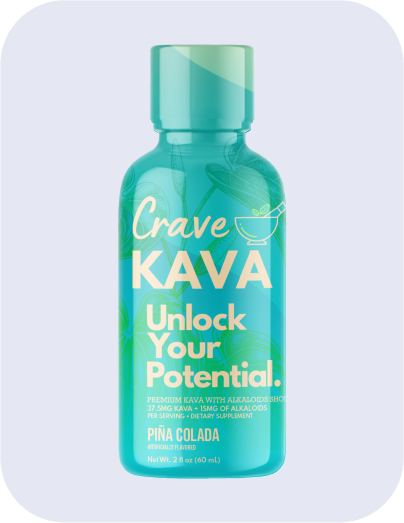 Crave
KAVA
Unlock
Your
Potential.
PREMIUM KAVA WITH ALKALOIDS SHO
37.5MG KAVA + 15MG OF ALKALOIDS
PER SERVING • DIETARY SUPPLEMENT
PIÑA COLADA
ARTIFICIALLY FLAVORED
Net Wt. 2 fl oz (60 mL)